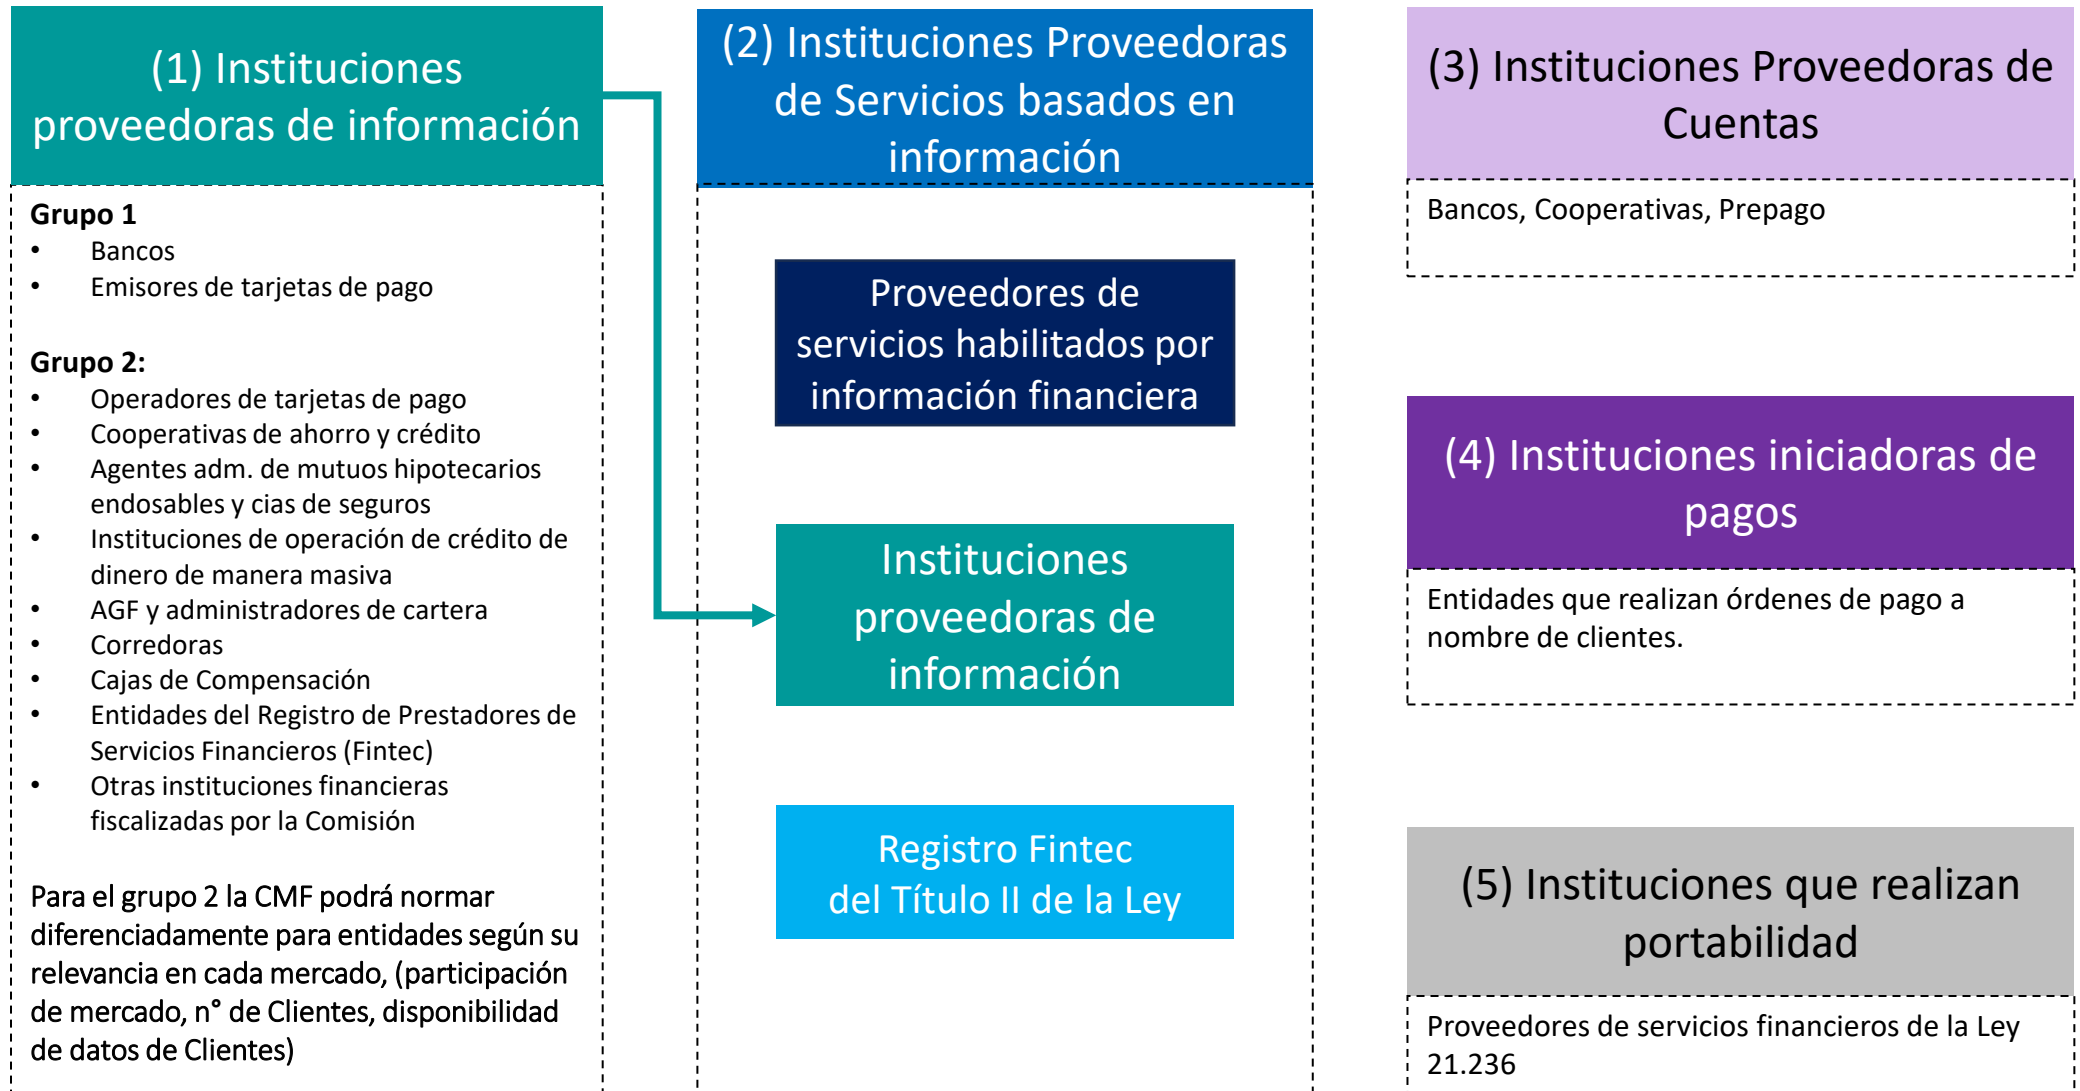 (1) Instituciones
proveedoras de información
Grupo 1
• Bancos
• Emisores de tarjetas de pago
Grupo 2:
• Operadores de tarjetas de pago
• Cooperativas de ahorro y crédito
• Agentes adm. de mutuos hipotecarios
endosables y cias de seguros
• Instituciones de operación de crédito de
dinero de manera masiva
• AGF y administradores de cartera
• Corredoras
• Cajas de Compensación
• Entidades del Registro de Prestadores de
Servicios Financieros (Fintec)
• Otras instituciones financieras
fiscalizadas por la Comisión
Para el grupo 2 la CMF podrá normar
diferenciadamente para entidades según su
relevancia en cada mercado, (participación
de mercado, n° de Clientes, disponibilidad
de datos de Clientes)
(2) Instituciones Proveedoras
de Servicios basados en
información
Proveedores de
servicios habilitados por
información financiera
Instituciones
proveedoras de
información
Registro Fintec
del Título II de la Ley
(3) Instituciones Proveedoras de
Cuentas
Bancos, Cooperativas, Prepago
(4) Instituciones iniciadoras de
pagos
Entidades que realizan órdenes de pago a
nombre de clientes.
(5) Instituciones que realizan
portabilidad
Proveedores de servicios financieros de la Ley
21.236